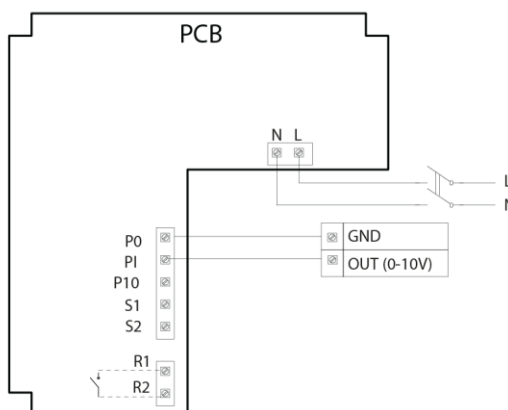 PCB
N L
L
N
P0
GND
PI
OUT (0-10V)
P10
S1
S2
R1
R2